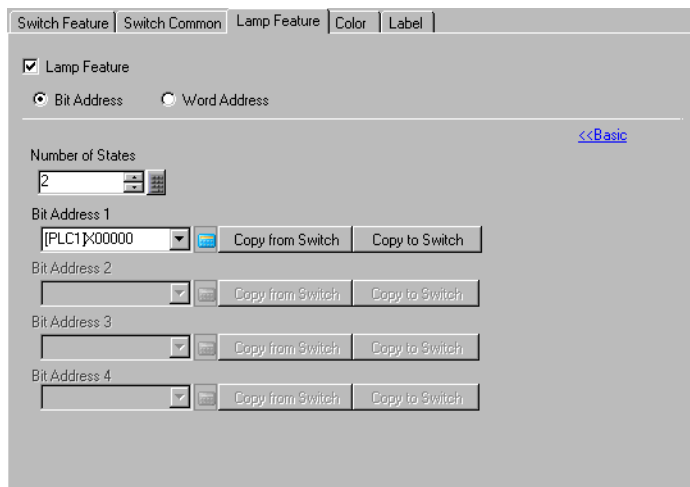 Switch Feature Switch Common Lamp Feature Color Label
Lamp Feature
Bit Address Word Address
<<Basic
Number of States
2
Bit Address 1
[PLC1]X00000 Copy from Switch Copy to Switch
Bit Address 2
Copy from Switch Copy to Switch
Bit Address 3
Copy from Switch Copy to Switch
Bit Address 4
Copy from Switch Copy to Switch